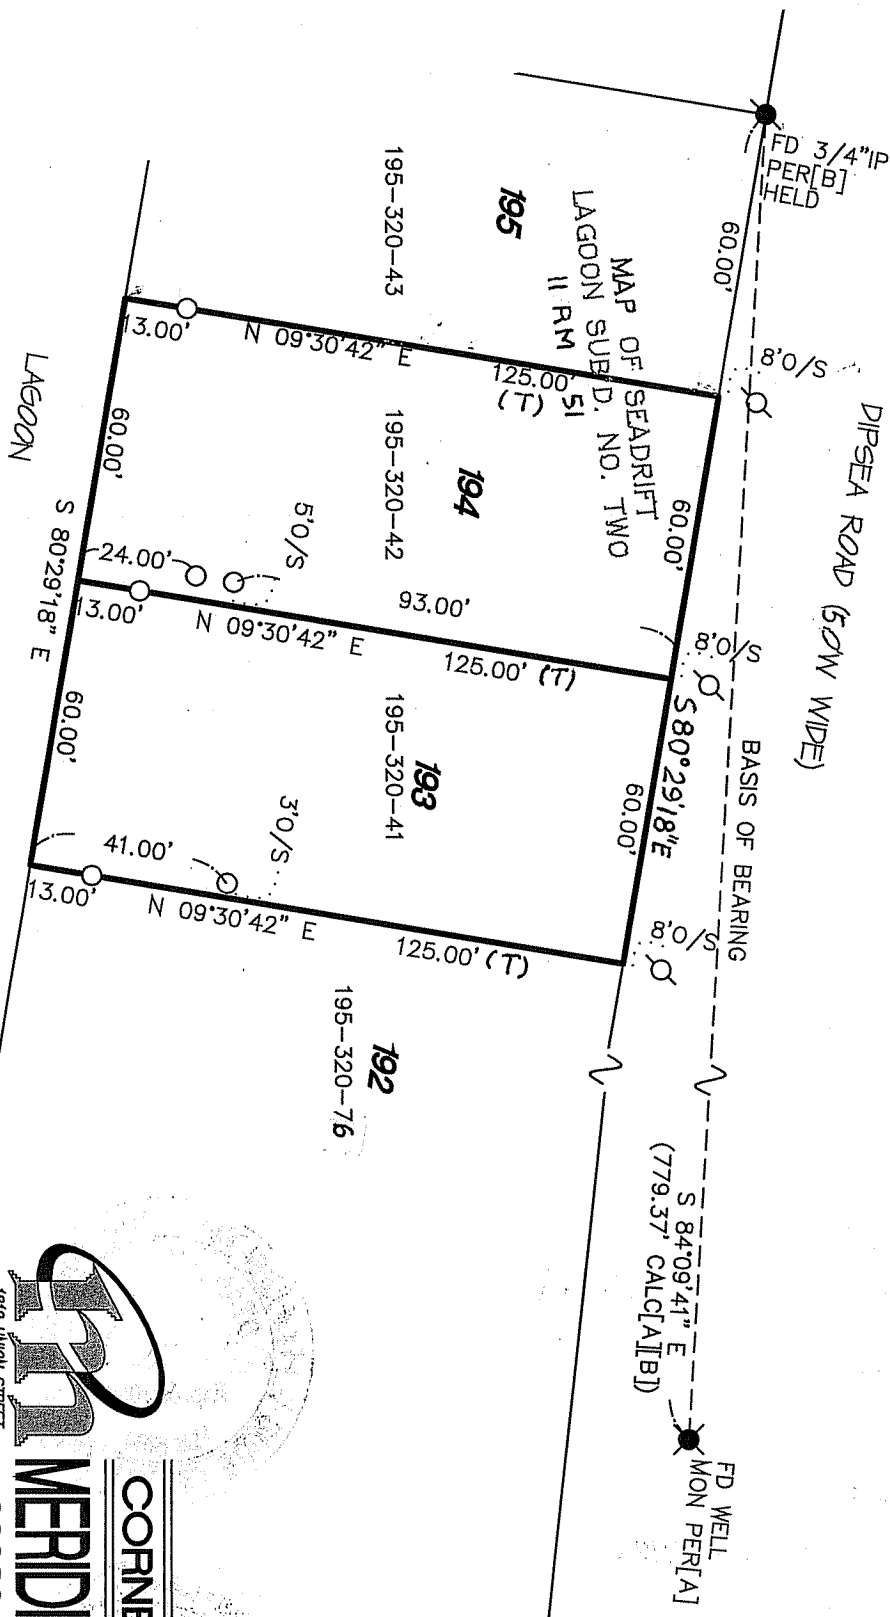 FD 3/4"IP
PER[B]
HELD
60.00'
8'O/S
DIPSEA ROAD (50W WIDE)
195
195-320-43
MAP OF SEADRIFT
LAGOON SUB'D. NO. TWO
11 RM 51
13.00'
N 09°30'42" E
125.00'
(T)
60.00'
194
195-320-42
60.00'
LAGOON
S 80°29'18" E
24.00'
5'O/S
93.00'
13.00'
N 09°30'42" E
125.00' (T)
8'O/S
S80°29'18"E
BASIS OF BEARING
60.00'
193
195-320-41
60.00'
41.00'
3'O/S
13.00'
N 09°30'42" E
125.00' (T)
8'O/S
192
195-320-76
S 84°09'41" E
(779.37' CALC[A][B])
FD WELL
MON PER[A]
CORNE
m
MERIDI
UNION STREET